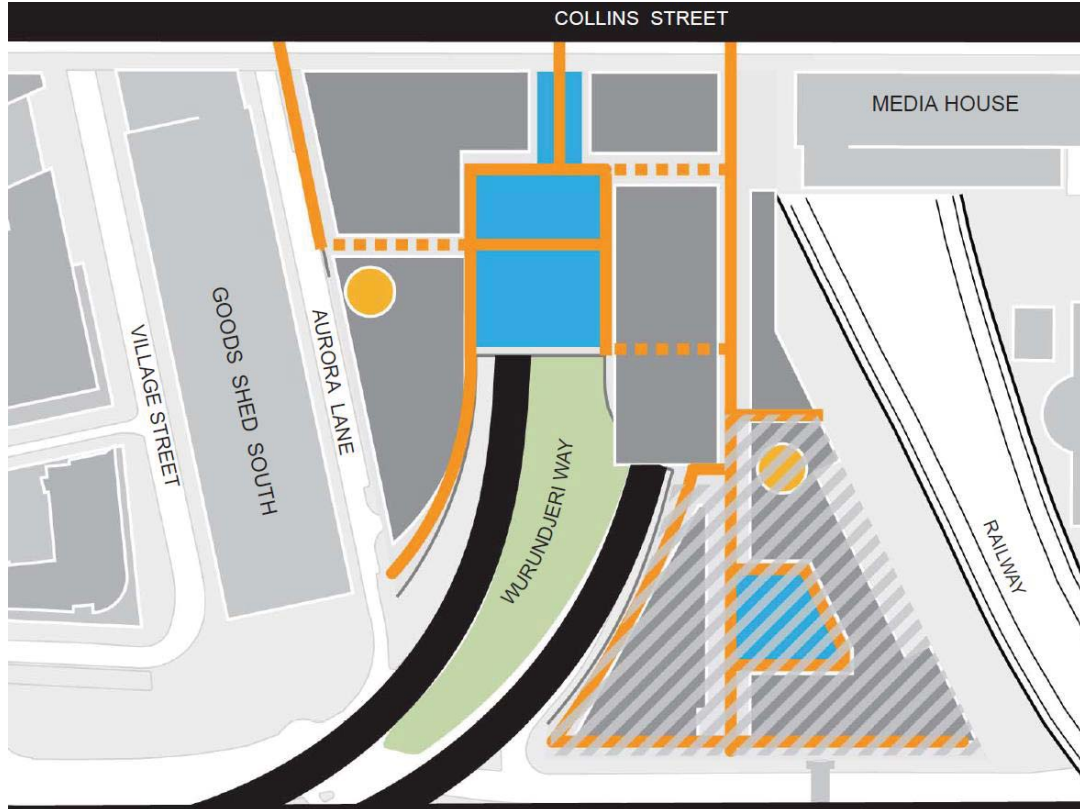 COLLINS STREET
MEDIA HOUSE
GOODS SHED SOUTH
AURORA LANE
VILLAGE STREET
WURUNDJERI WAY
RAILWAY